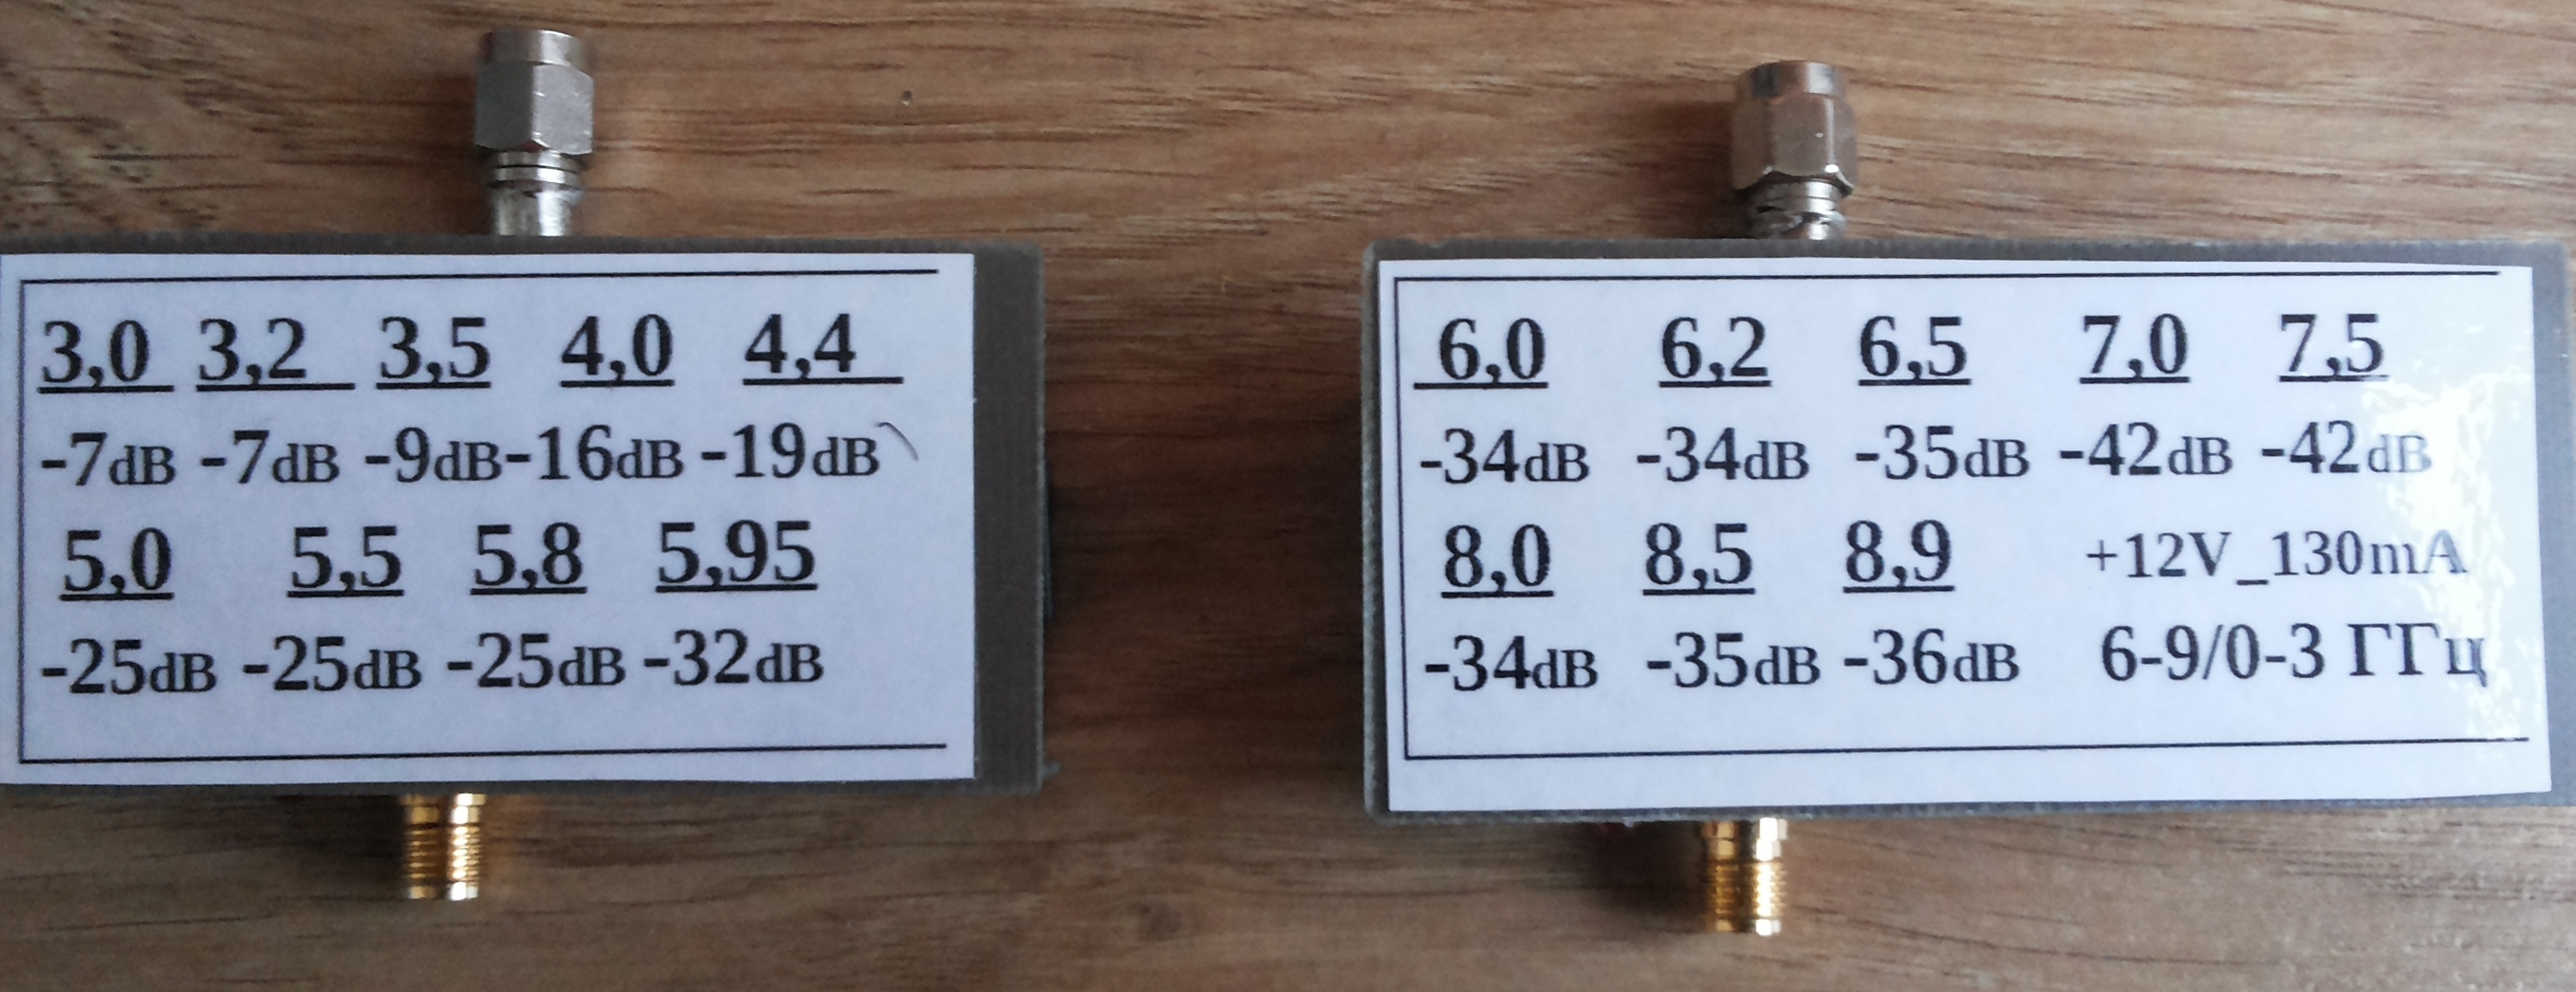 3,0 3,2 3,5 4,0 4,4
-7dB -7dB -9dB-16dB -19dB
5,0 5,5 5,8 5,95
-25dB -25dB -25dB -32dB
6,0 6,2 6,5 7,0 7,5
-34dB -34dB -35dB -42dB -42dB
8,0 8,5 8,9 +12V_130mA
-34dB -35dB -36dB 6-9/0-3 ГГц